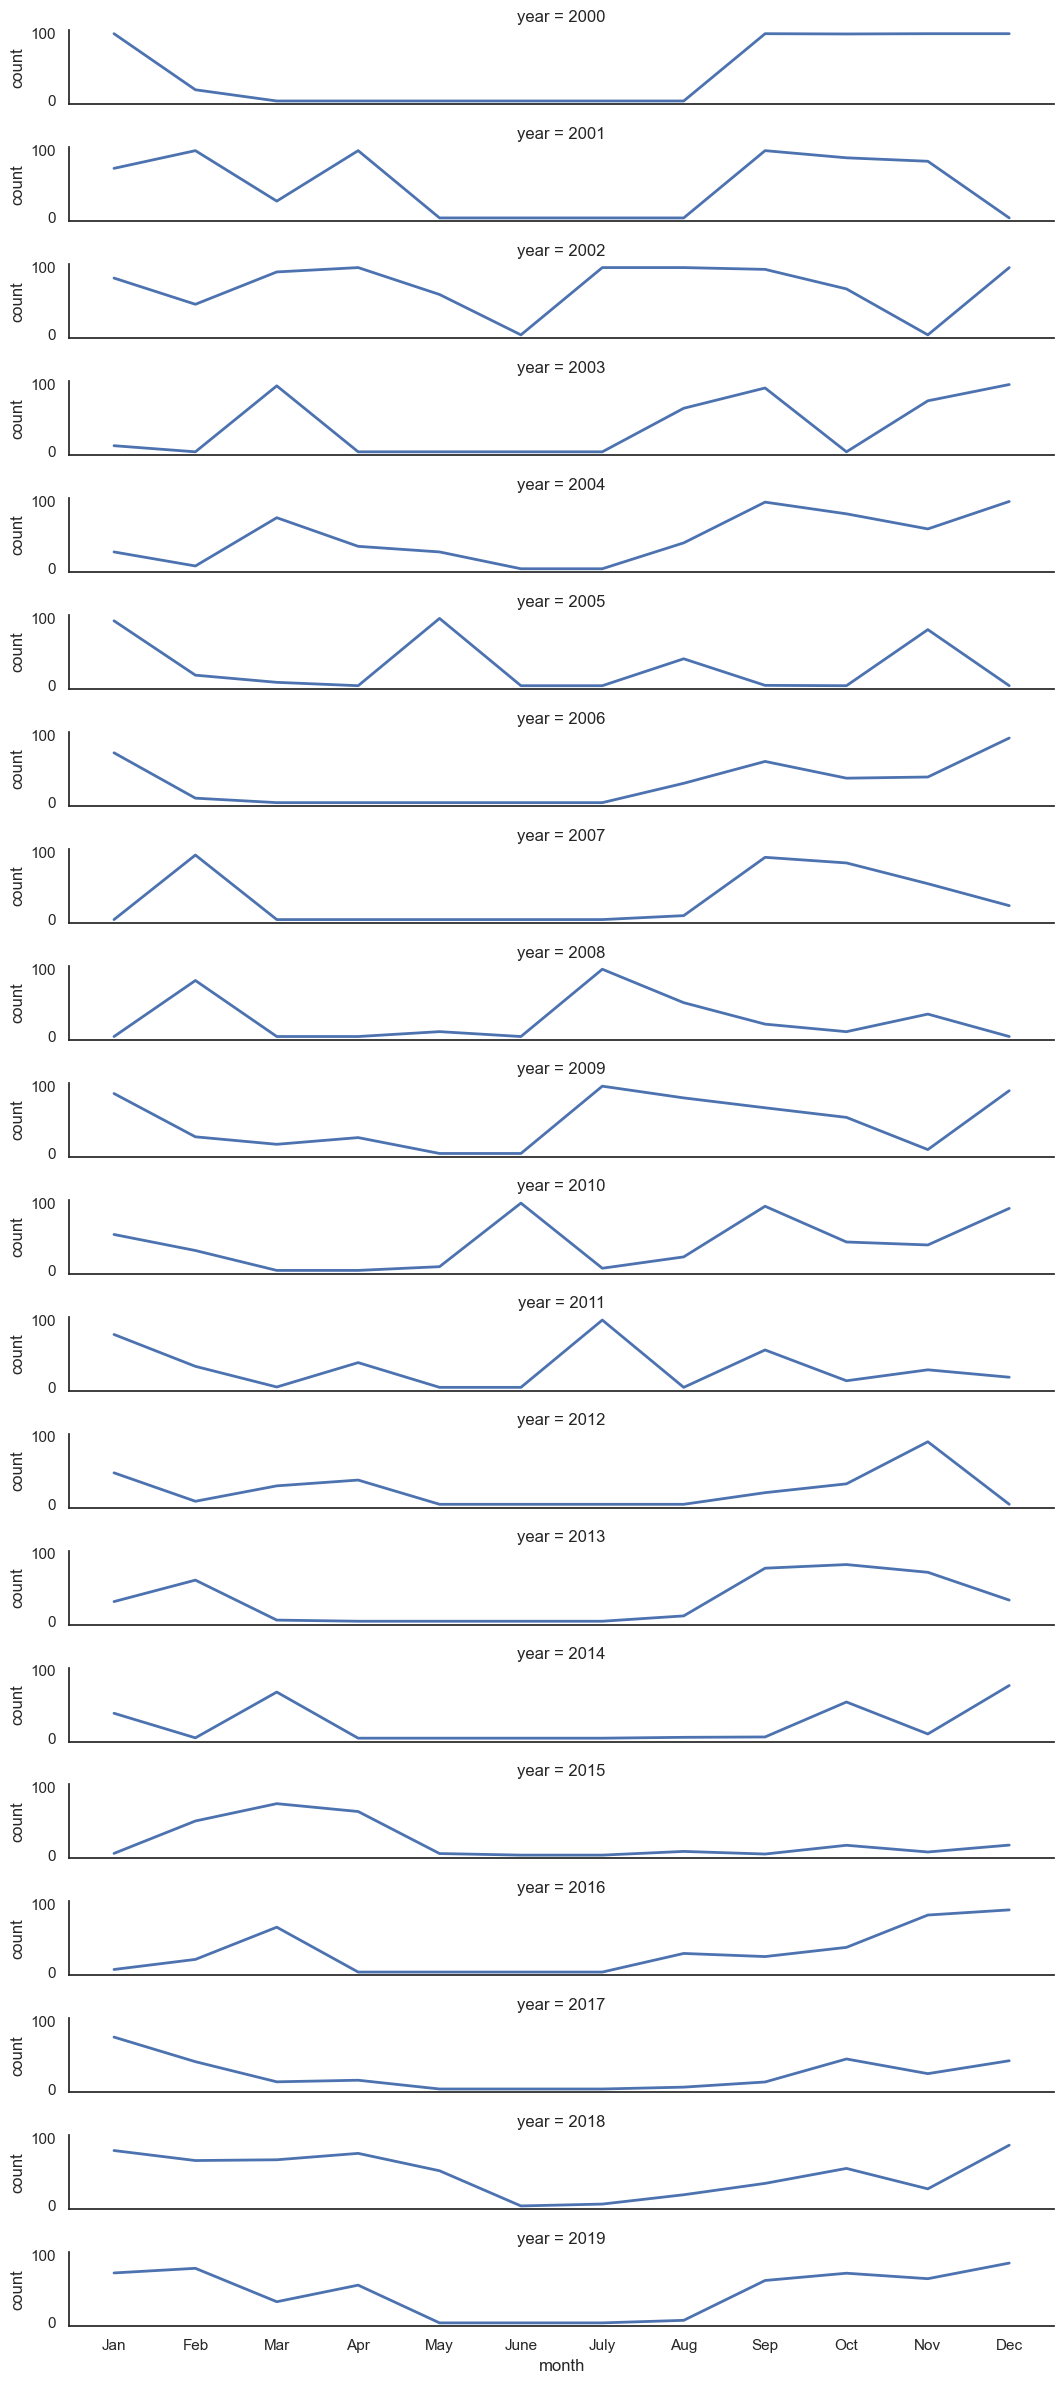 year = 2000
100
count
0
year = 2001
100
count
0
year = 2002
100
count
0
year = 2003
100
count
0
year = 2004
100
count
0
year = 2005
100
count
0
year = 2006
100
count
0
year = 2007
100
count
0
year = 2008
100
count
0
year = 2009
100
count
0
year = 2010
100
count
0
year = 2011
100
count
0
year = 2012
100
count
0
year = 2013
100
count
0
year = 2014
100
count
0
year = 2015
100
count
0
year = 2016
100
count
0
year = 2017
100
count
0
year = 2018
100
count
0
year = 2019
100
count
0
Jan Feb Mar Apr May June July Aug Sep Oct Nov Dec
month